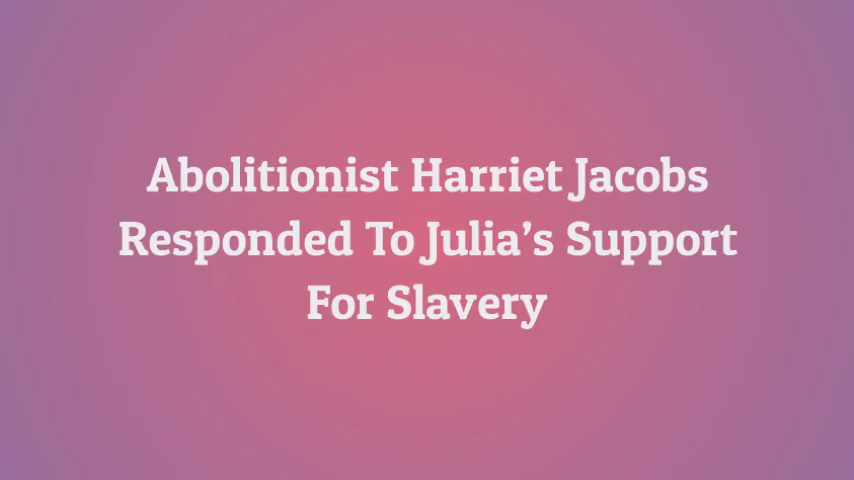 Abolitionist Harriet Jacobs
Responded To Julia’s Support
For Slavery